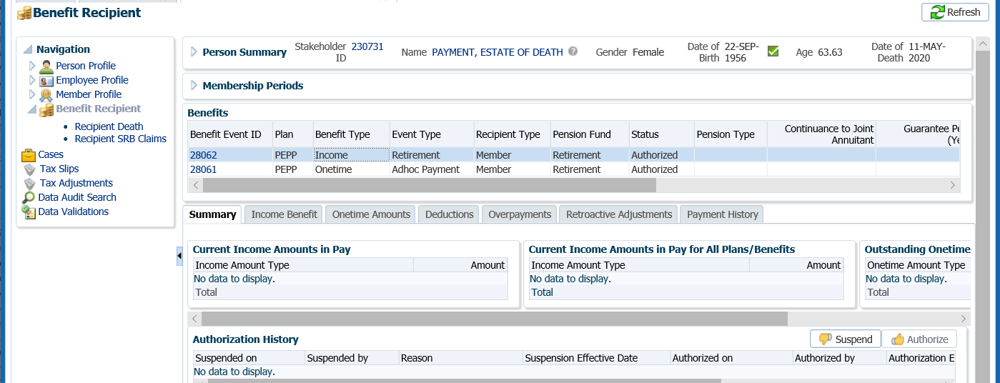 Benefit Recipient
Refresh
Navigation
Person Profile
Employee Profile
Member Profile
Benefit Recipient
Recipient Death
Recipient SRB Claims
Cases
Tax Slips
Tax Adjustments
Data Audit Search
Data Validations
Person Summary Stakeholder ID 230731 Name PAYMENT, ESTATE OF DEATH Gender Female Date of Birth 22-SEP-1956 Age 63.63 Date of Death 11-MAY-2020
Membership Periods
Benefits
Benefit Event ID Plan Benefit Type Event Type Recipient Type Pension Fund Status Pension Type Continuance to Joint Annuitant Guarantee
28062 PEPP Income Retirement Member Retirement Authorized
28061 PEPP Onetime Adhoc Payment Member Retirement Authorized
Summary Income Benefit Onetime Amounts Deductions Overpayments Retroactive Adjustments Payment History
Current Income Amounts in Pay
Income Amount Type Amount
No data to display.
Total
Current Income Amounts in Pay for All Plans/Benefits
Income Amount Type Amount
No data to display.
Total
Outstanding Onetime
Onetime Amount Type
No data to display.
Total
Authorization History
Suspend Authorize
Suspended on Suspended by Reason Suspension Effective Date Authorized on Authorized by Authorization E
No data to display.